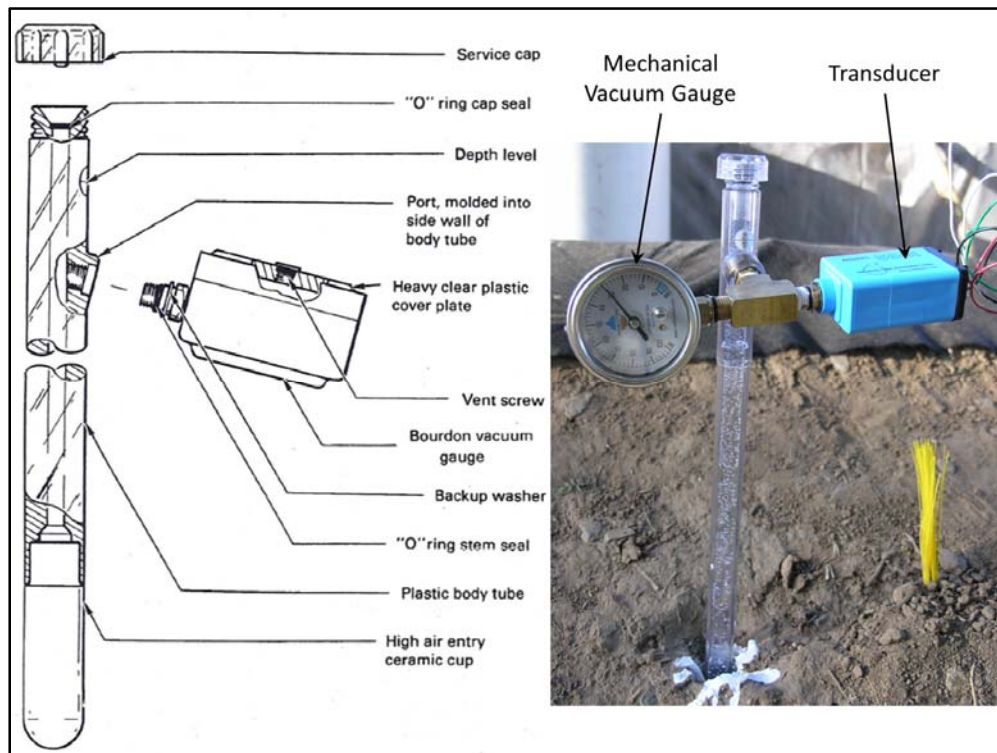 Service cap
"O" ring cap seal
Depth level
Port, molded into
side wall of
body tube
Heavy clear plastic
cover plate
Vent screw
Bourdon vacuum
gauge
Backup washer
"O" ring stem seal
Plastic body tube
High air entry
ceramic cup
Mechanical
Vacuum Gauge
Transducer